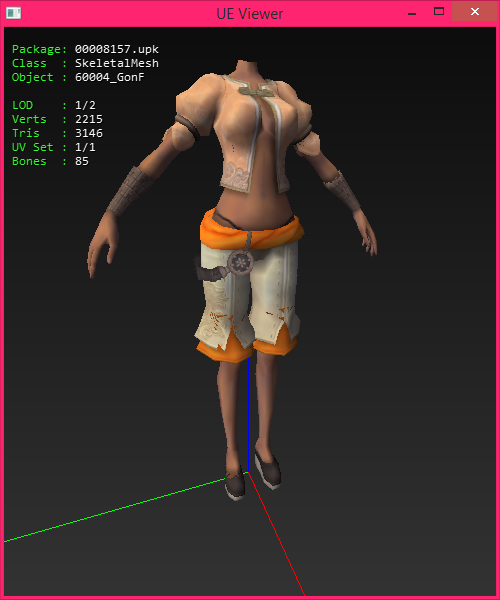 UE Viewer
Package: 00008157.upk
Class  : SkeletalMesh
Object : 60004_GonF
LOD    : 1/2
Verts  : 2215
Tris   : 3146
UV Set : 1/1
Bones  : 85